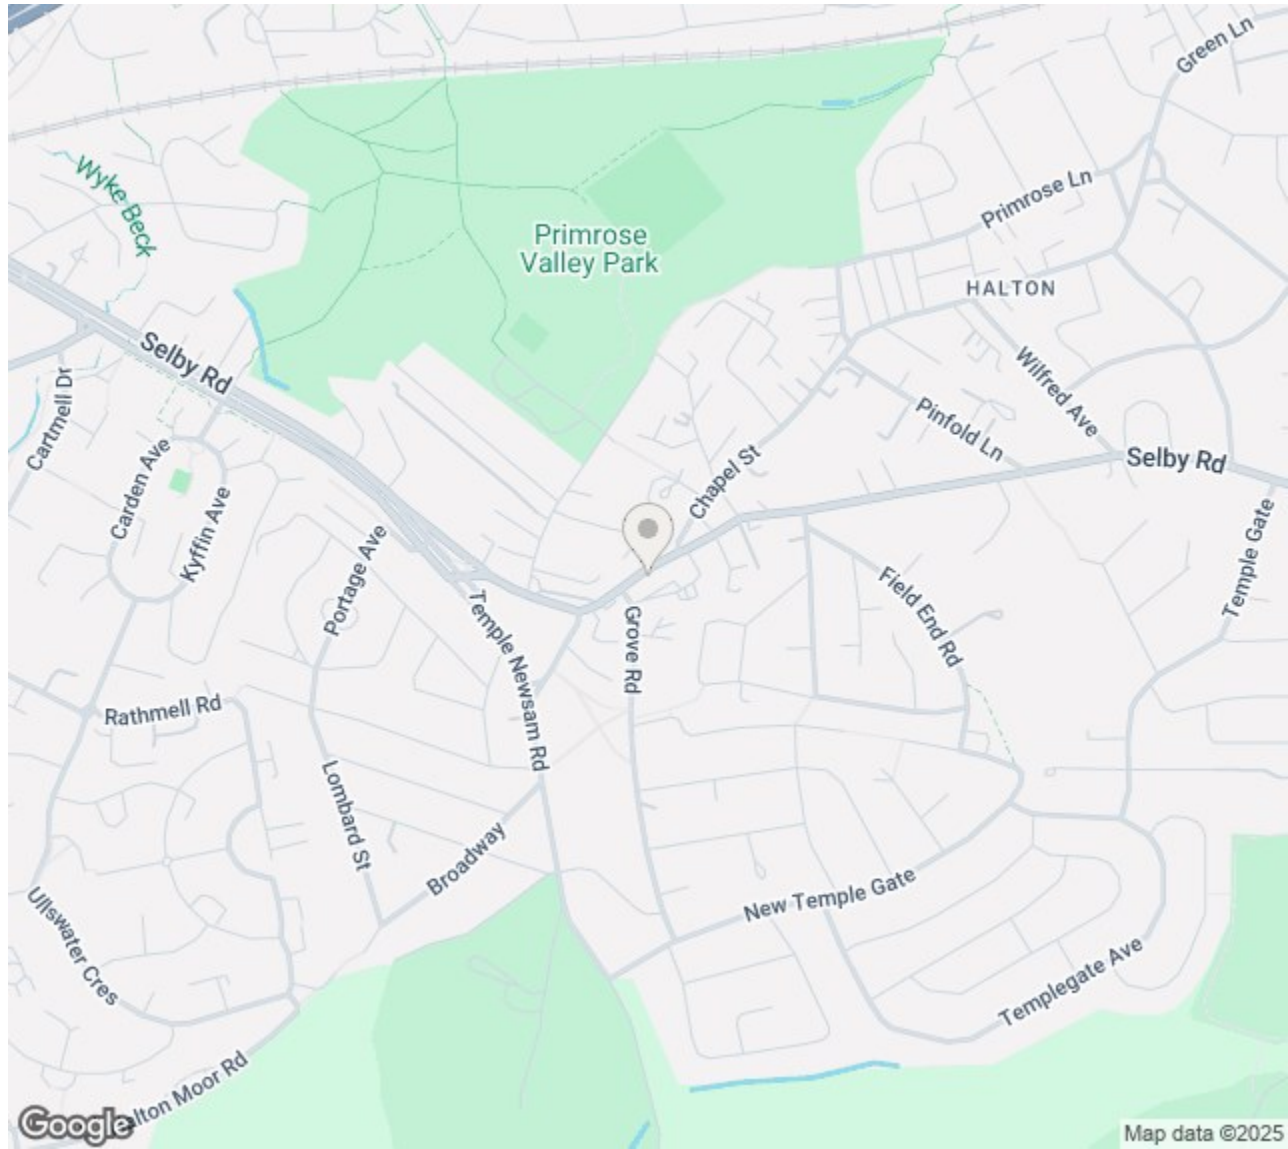 Green Ln
Wyke Beck
Primrose Ln
Primrose
Valley Park
HALTON
Selby Rd
Cartmell Dr
Wilfred Ave
Pinfold Ln
Carden Ave
Chapel St
Selby Rd
Kyffin Ave
Portage Ave
Temple Gate
Field End Rd
Temple Newsam Rd
Grove Rd
Rathmell Rd
Lombard St
Broadway
New Temple Gate
Ullswater Cres
Templegate Ave
alton Moor Rd
Google
Map data ©2025